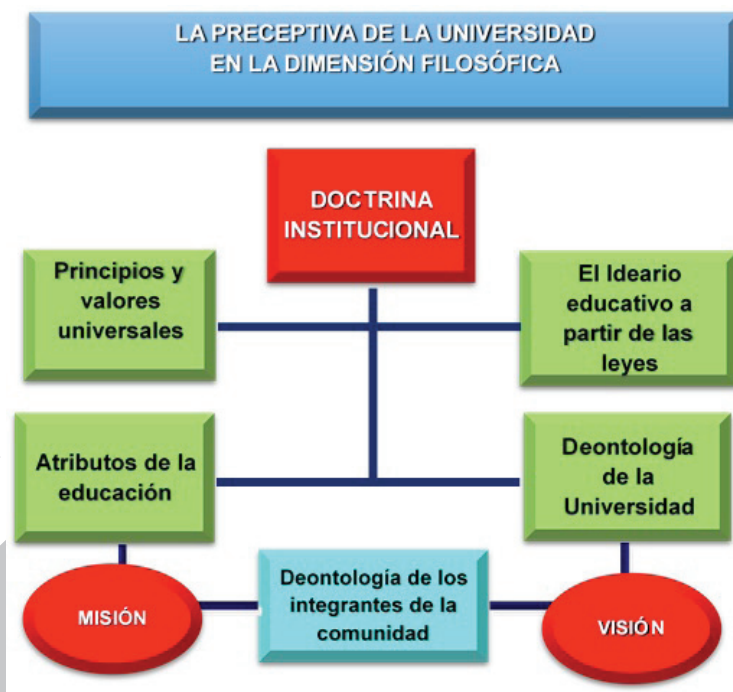 LA PRECEPTIVA DE LA UNIVERSIDAD
EN LA DIMENSIÓN FILOSÓFICA
DOCTRINA
INSTITUCIONAL
Principios y
valores
universales
El Ideario
educativo a
partir de las
leyes
Atributos de la
educación
Deontología
de la
Universidad
MISIÓN
Deontología de los
integrantes de la
comunidad
VISIÓN